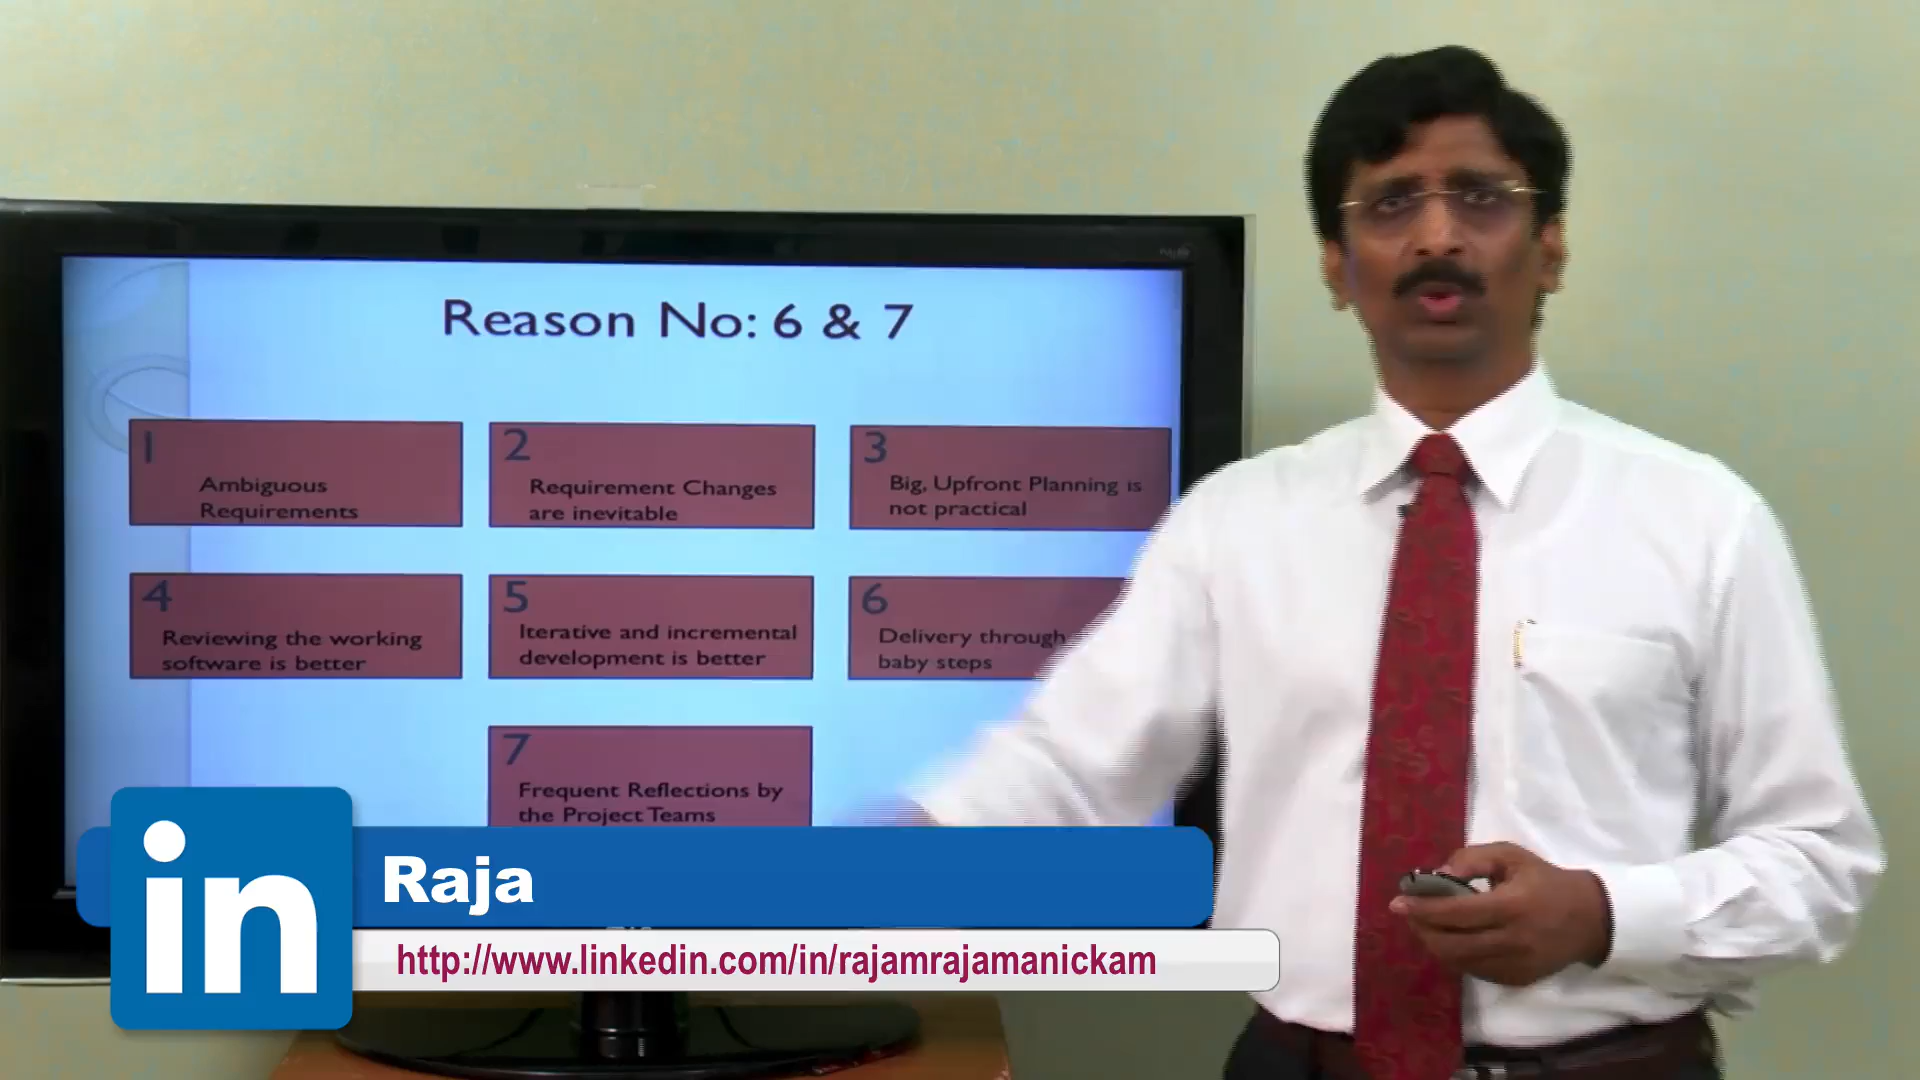 Reason No: 6 & 7
1
Ambiguous
Requirements
2
Requirement Changes
are inevitable
3
Big, Upfront Planning is
not practical
4
Reviewing the working
software is better
5
Iterative and incremental
development is better
6
Delivery through
baby steps
7
Frequent Reflections by
the Project Teams
in
Raja
http://www.linkedin.com/in/rajamrajamanickam